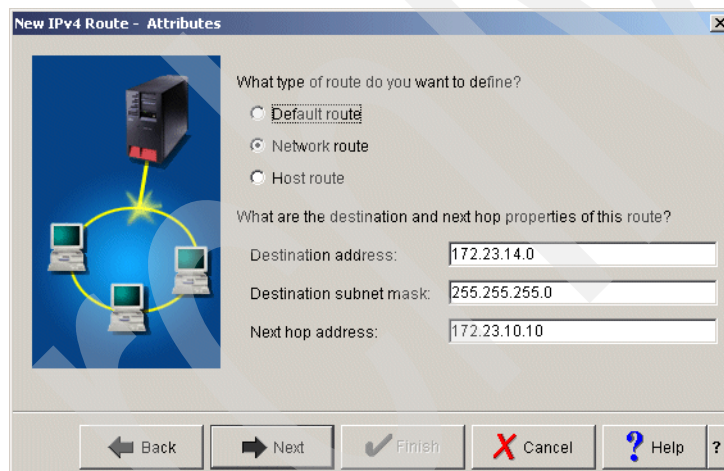 New IPv4 Route - Attributes
What type of route do you want to define?
Default route
Network route
Host route
What are the destination and next hop properties of this route?
Destination address: 172.23.14.0
Destination subnet mask: 255.255.255.0
Next hop address: 172.23.10.10
Back Next Finish Cancel ? Help ?